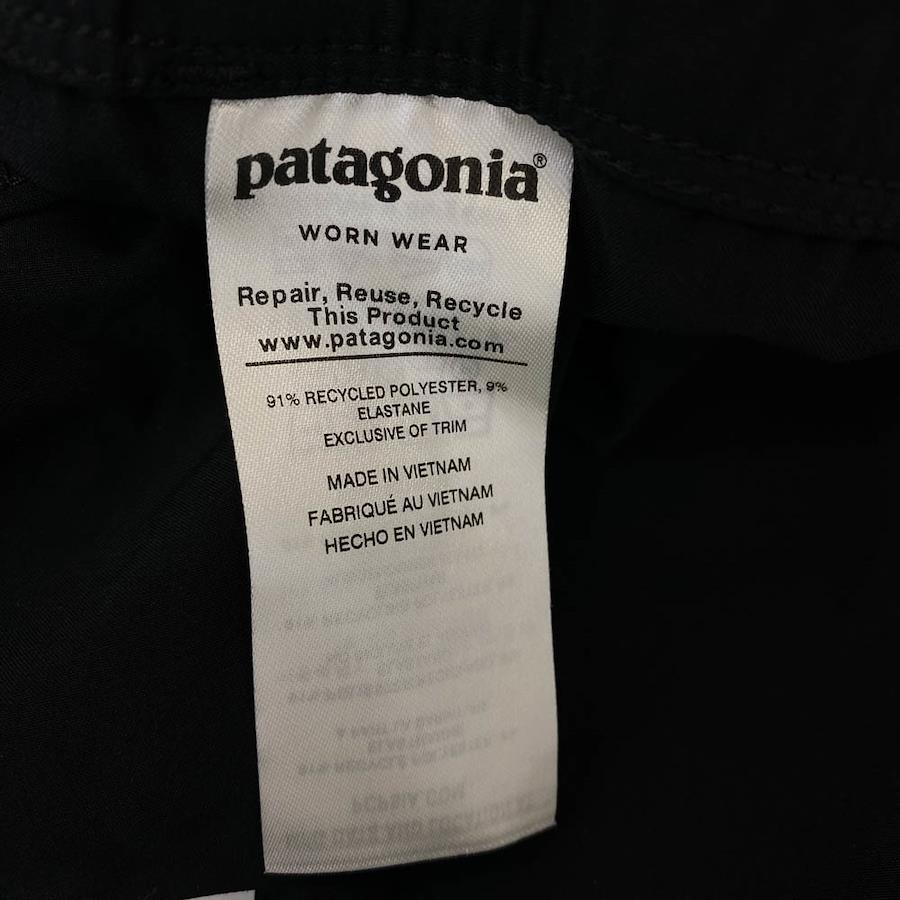 patagonia®
WORN WEAR
Repair, Reuse, Recycle
This Product
www.patagonia.com
91% RECYCLED POLYESTER, 9%
ELASTANE
EXCLUSIVE OF TRIM
MADE IN VIETNAM
FABRIQUÉ AU VIETNAM
HECHO EN VIETNAM